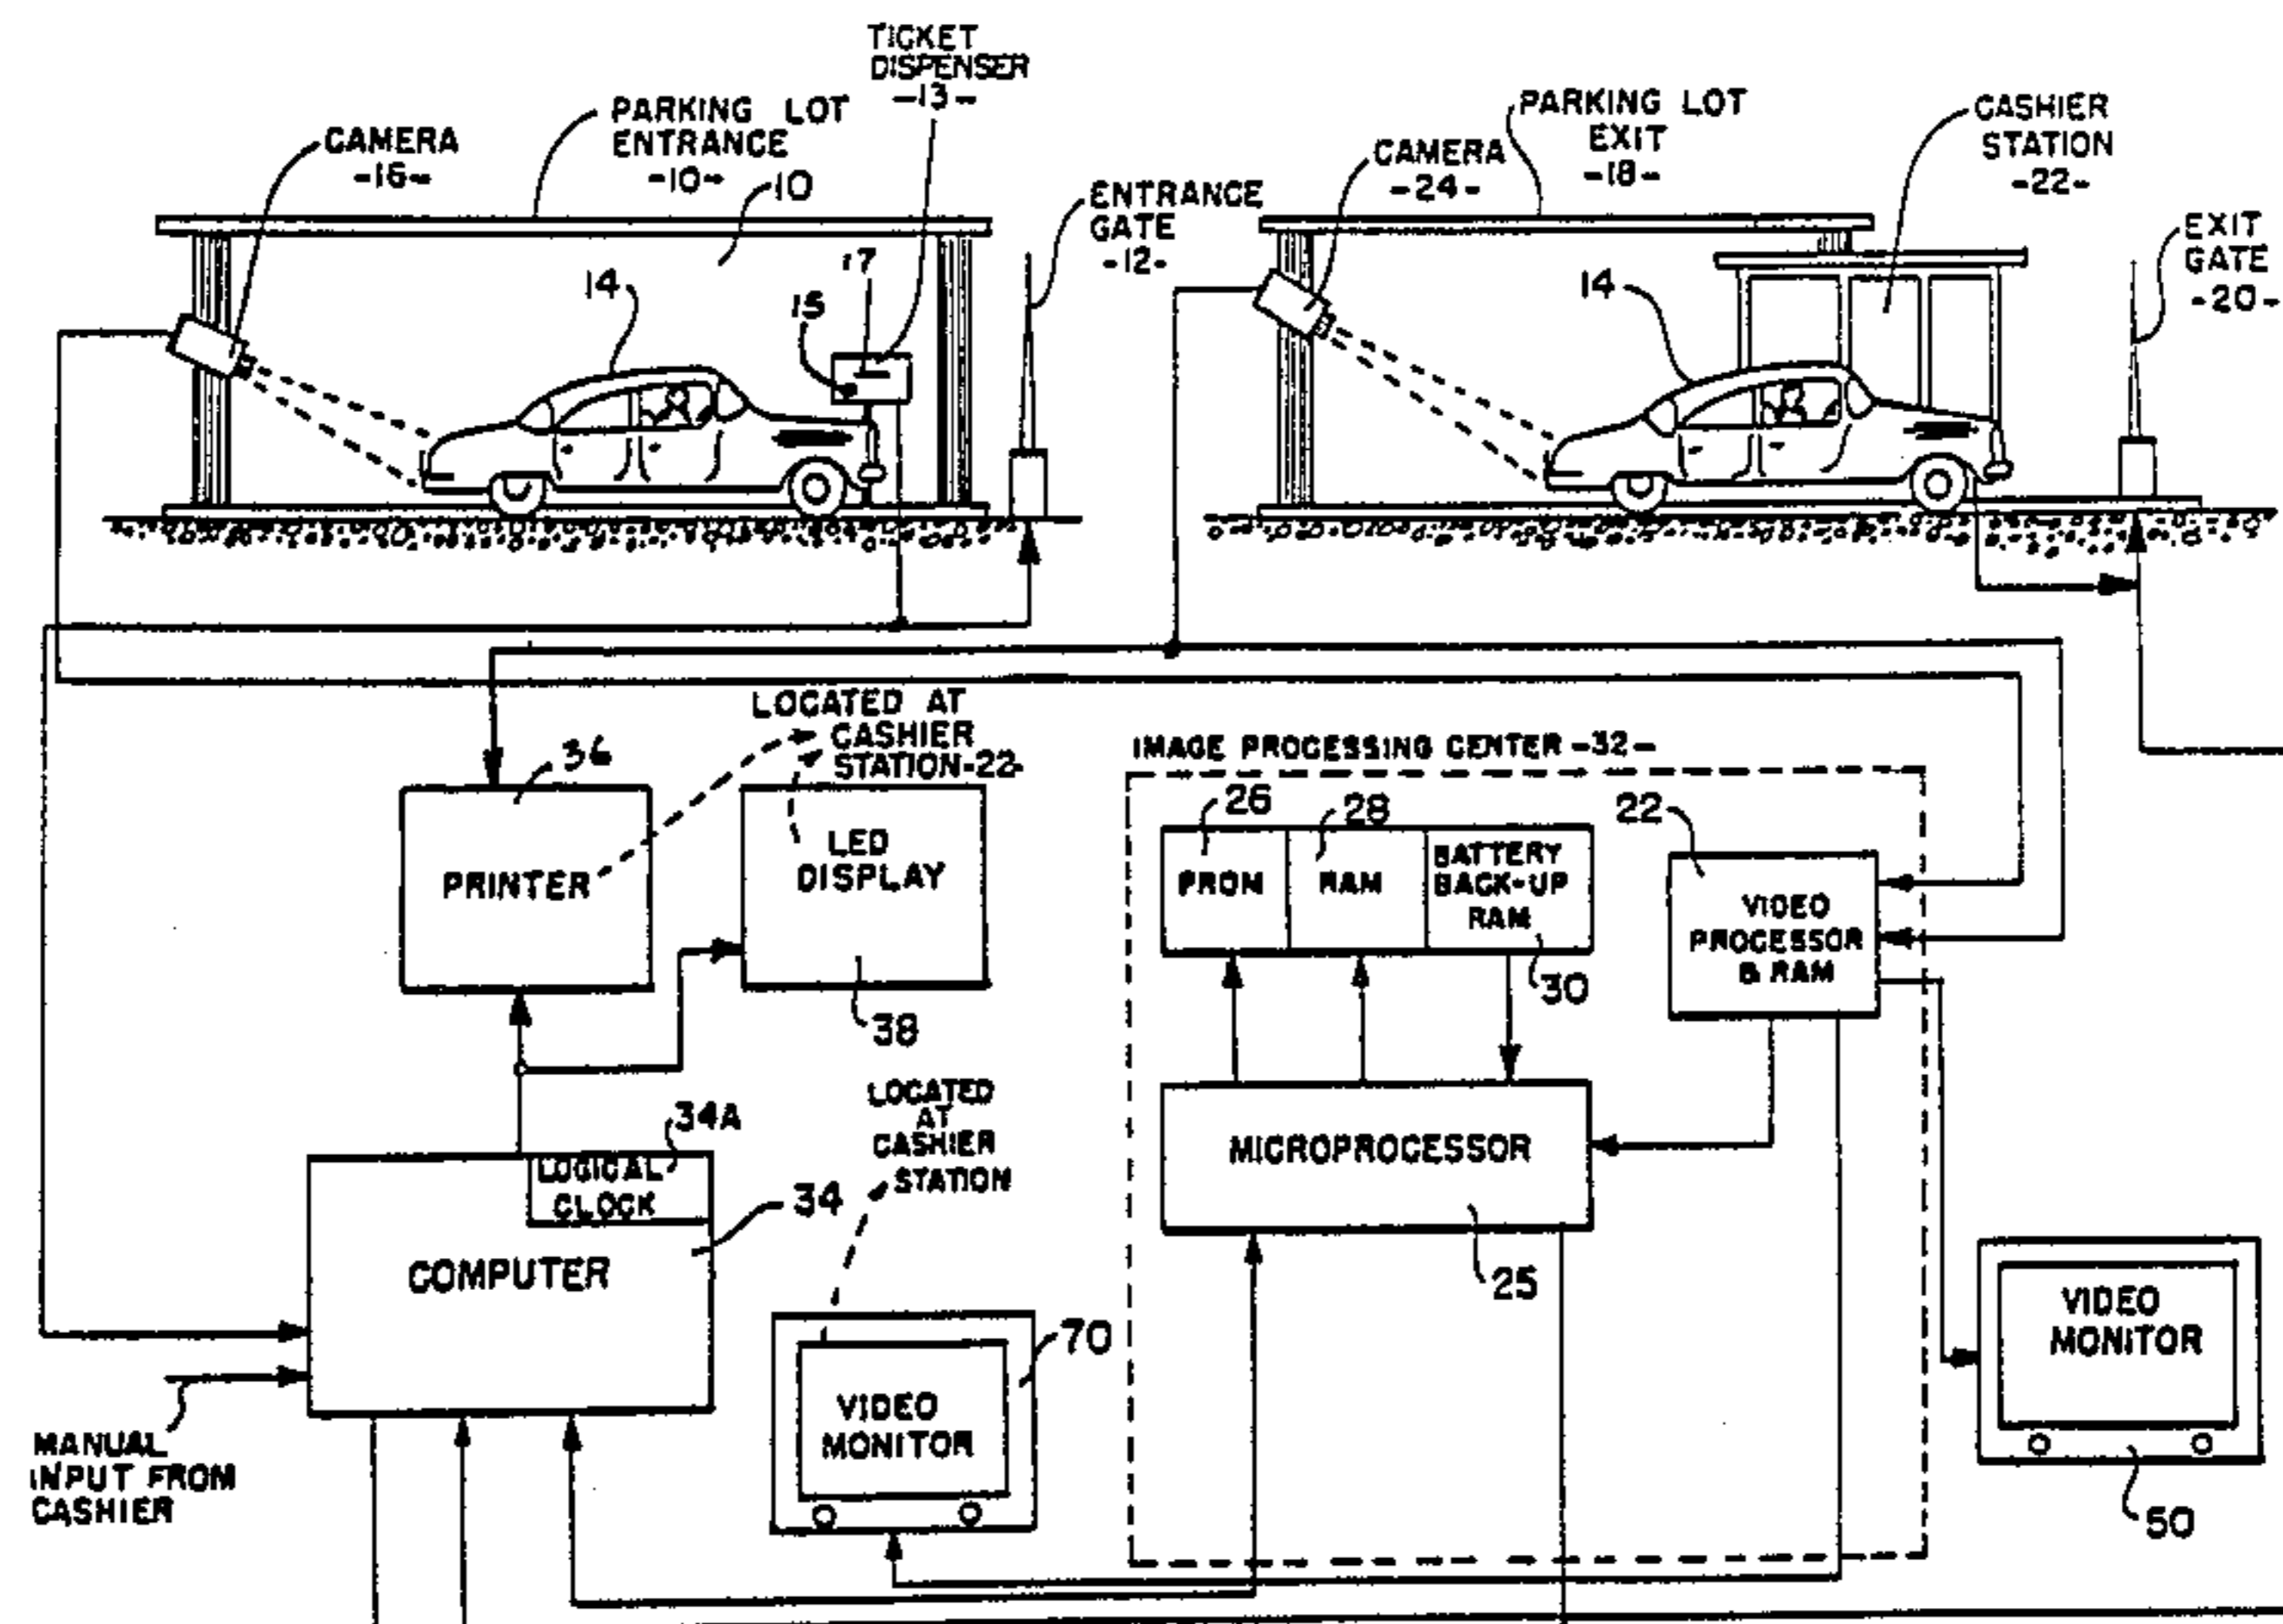 TICKET
DISPENSER
-13-
PARKING LOT
ENTRANCE
-10-
10
CAMERA
-16-
ENTRANCE
GATE
-12-
14
15
17
PARKING LOT
EXIT
-18-
CAMERA
-24-
CASHIER
STATION
-22-
EXIT
GATE
-20-
14
LOCATED AT
CASHIER
STATION-22-
36
PRINTER
LED
DISPLAY
38
IMAGE PROCESSING CENTER -32-
26
28
22
PROM
RAM
BATTERY
BACK-UP
RAM
30
VIDEO
PROCESSOR
& RAM
34A
LOGICAL
CLOCK
34
COMPUTER
LOCATED
AT
CASHIER
STATION
MICROPROCESSOR
25
70
VIDEO
MONITOR
VIDEO
MONITOR
50
MANUAL
INPUT FROM
CASHIER